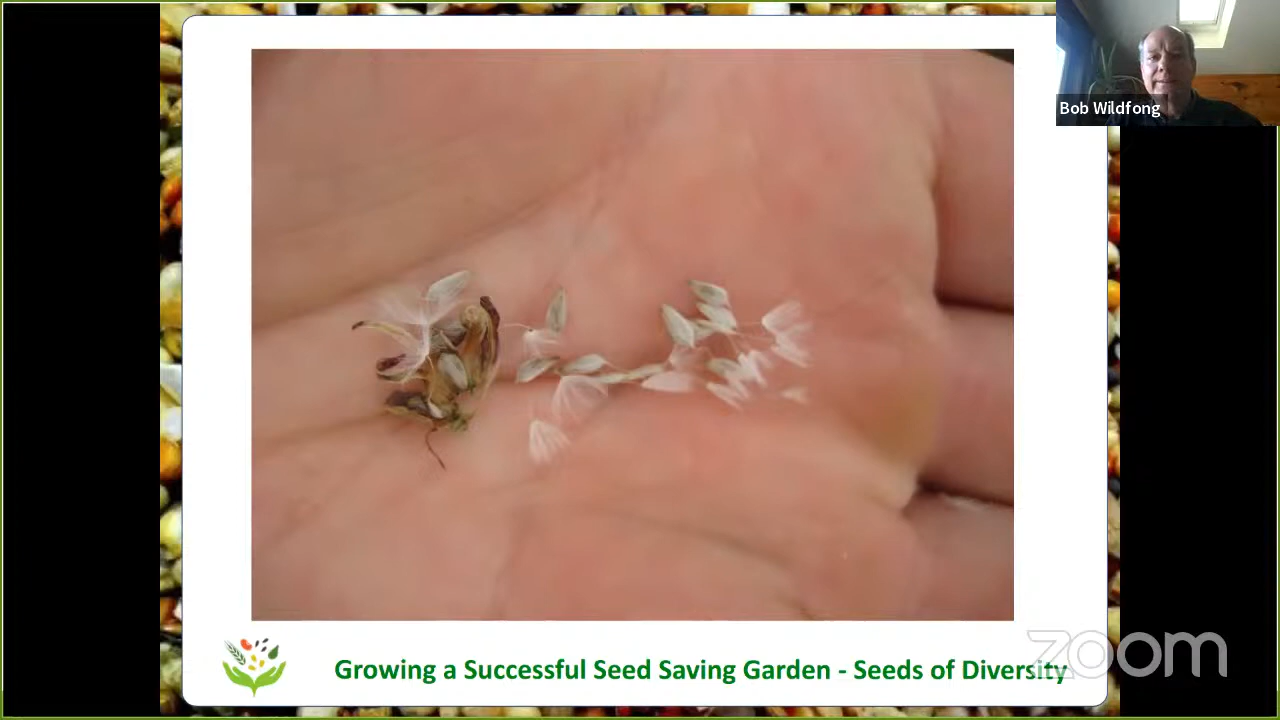 Bob Wildfong
Growing a Successful Seed Saving Garden - Seeds of Diversity
zoom